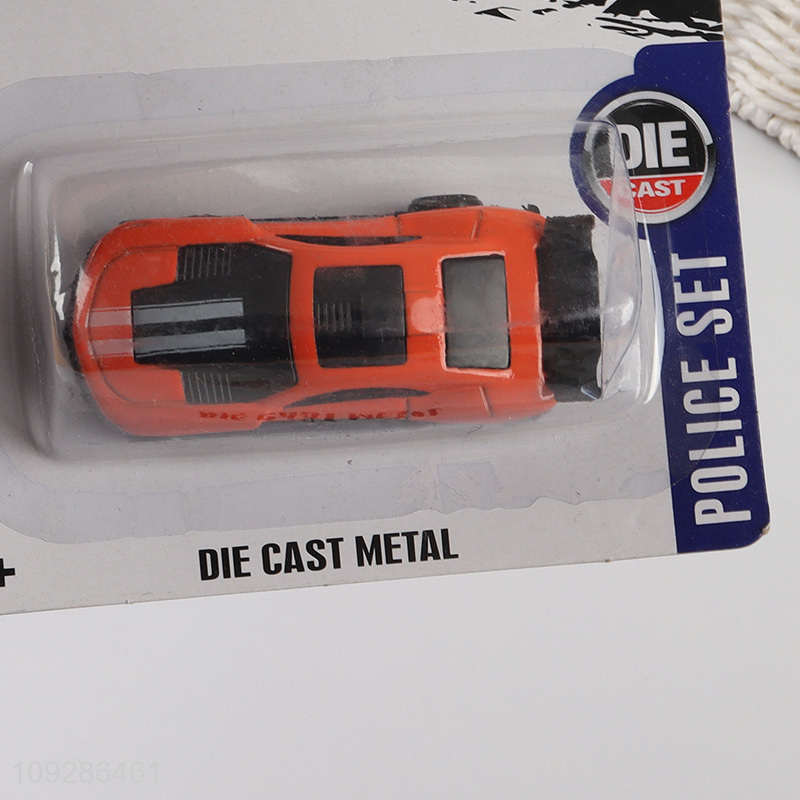 DIE
CAST
POLICE SET
DIE CAST METAL
+
109286461